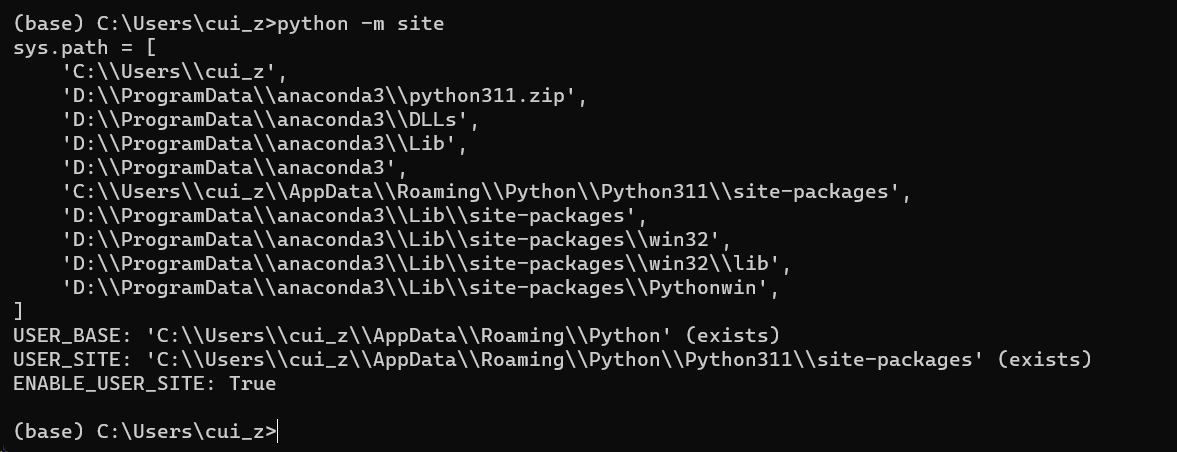 (base) C:\Users\cui_z>python -m site
sys.path = [
    'C:\\Users\\cui_z',
    'D:\\ProgramData\\anaconda3\\python311.zip',
    'D:\\ProgramData\\anaconda3\\DLLs',
    'D:\\ProgramData\\anaconda3\\Lib',
    'D:\\ProgramData\\anaconda3',
    'C:\\Users\\cui_z\\AppData\\Roaming\\Python\\Python311\\site-packages',
    'D:\\ProgramData\\anaconda3\\Lib\\site-packages',
    'D:\\ProgramData\\anaconda3\\Lib\\site-packages\\win32',
    'D:\\ProgramData\\anaconda3\\Lib\\site-packages\\win32\\lib',
    'D:\\ProgramData\\anaconda3\\Lib\\site-packages\\Pythonwin',
]
USER_BASE: 'C:\\Users\\cui_z\\AppData\\Roaming\\Python' (exists)
USER_SITE: 'C:\\Users\\cui_z\\AppData\\Roaming\\Python\\Python311\\site-packages' (exists)
ENABLE_USER_SITE: True
(base) C:\Users\cui_z>